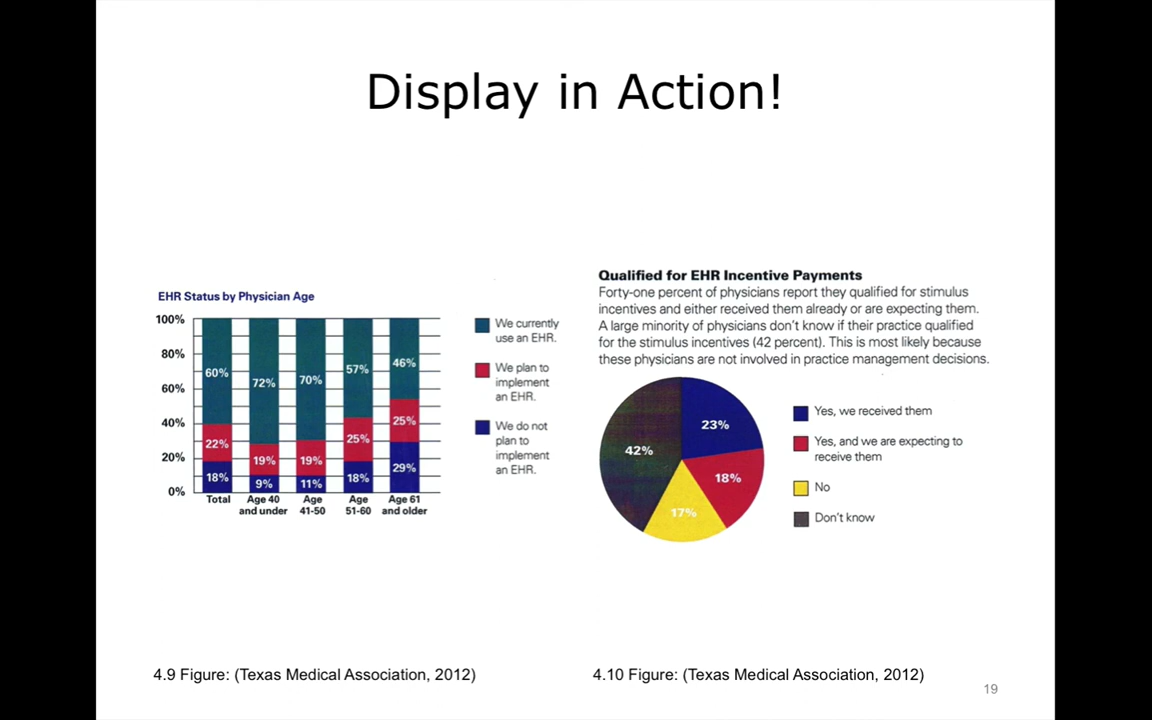 Display in Action!
EHR Status by Physician Age
100%
80%
60%
40%
20%
0%
60%
72%
70%
57%
46%
22%
19%
19%
25%
25%
18%
9%
11%
18%
29%
Total
Age 40
and under
Age
41-50
Age
51-60
Age 61
and older
We currently
use an EHR.
We plan to
implement
an EHR.
We do not
plan to
implement
an EHR.
Qualified for EHR Incentive Payments
Forty-one percent of physicians report they qualified for stimulus
incentives and either received them already or are expecting them.
A large minority of physicians don't know if their practice qualified
for the stimulus incentives (42 percent). This is most likely because
these physicians are not involved in practice management decisions.
23%
42%
18%
17%
Yes, we received them
Yes, and we are expecting to
receive them
No
Don't know
4.9 Figure: (Texas Medical Association, 2012)
4.10 Figure: (Texas Medical Association, 2012)
19